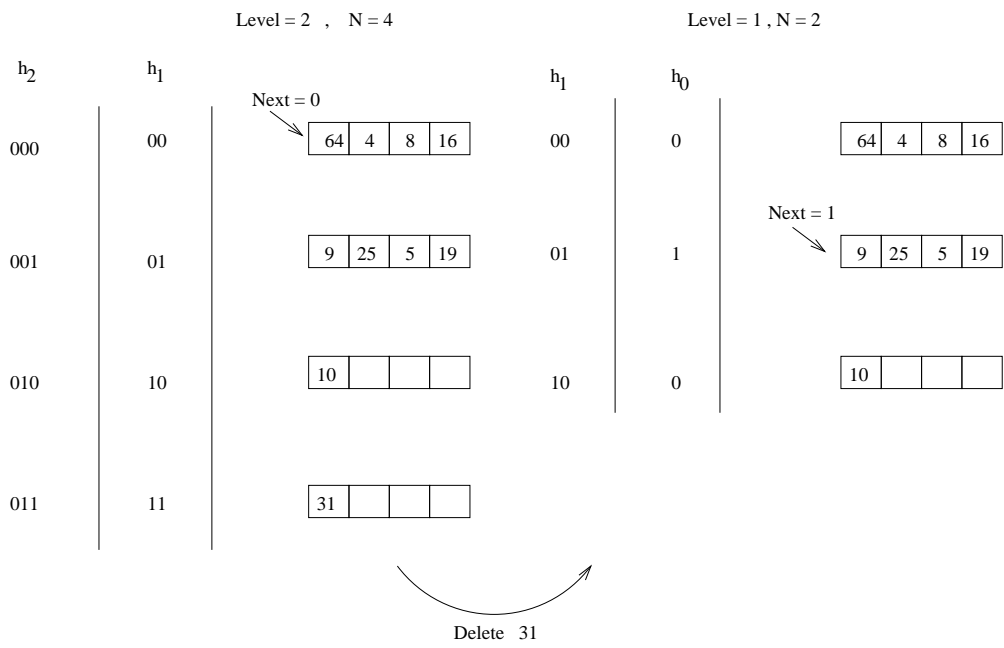 Level = 2 , N = 4
Level = 1 , N = 2
h2 h1 h1 h0
Next = 0
000 00 64 4 8 16 00 0 64 4 8 16
Next = 1
001 01 9 25 5 19 01 1 9 25 5 19
010 10 10 10 0 10
011 11 31
Delete 31